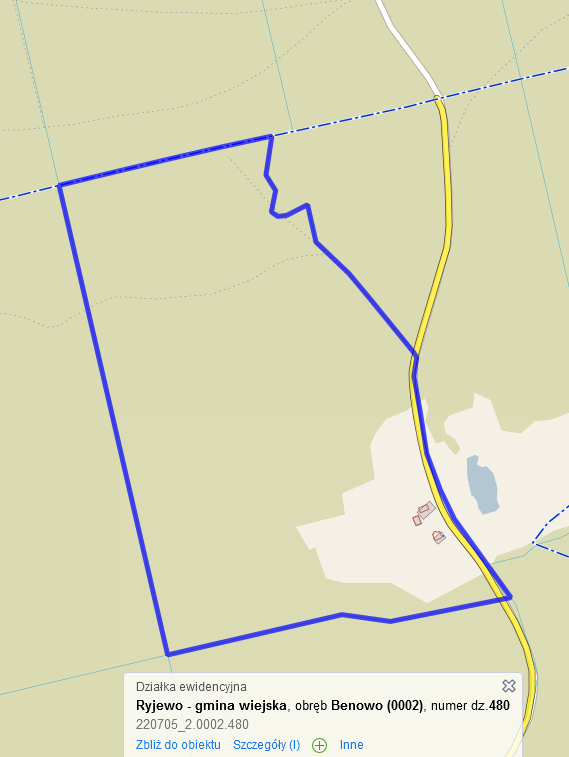 Działka ewidencyjna
Ryjewo - gmina wiejska, obręb Benowo (0002), numer dz.480
220705_2.0002.480
Zbliż do obiektu Szczegóły (I) Inne